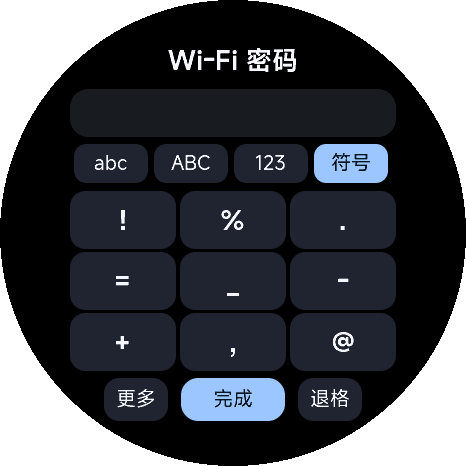 Wi-Fi 密码
abc ABC 123 符号
! % .
= _ -
+ , @
更多 完成 退格